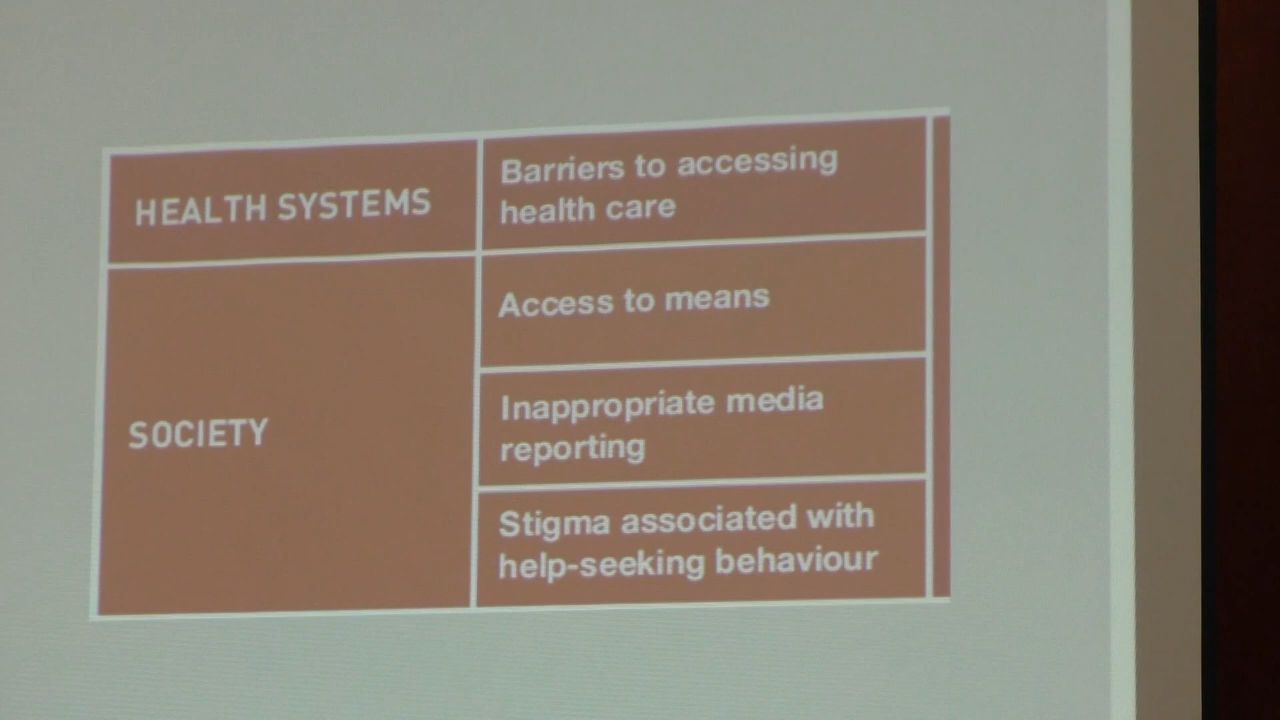 HEALTH SYSTEMS
Barriers to accessing
health care
SOCIETY
Access to means
Inappropriate media
reporting
Stigma associated with
help-seeking behaviour